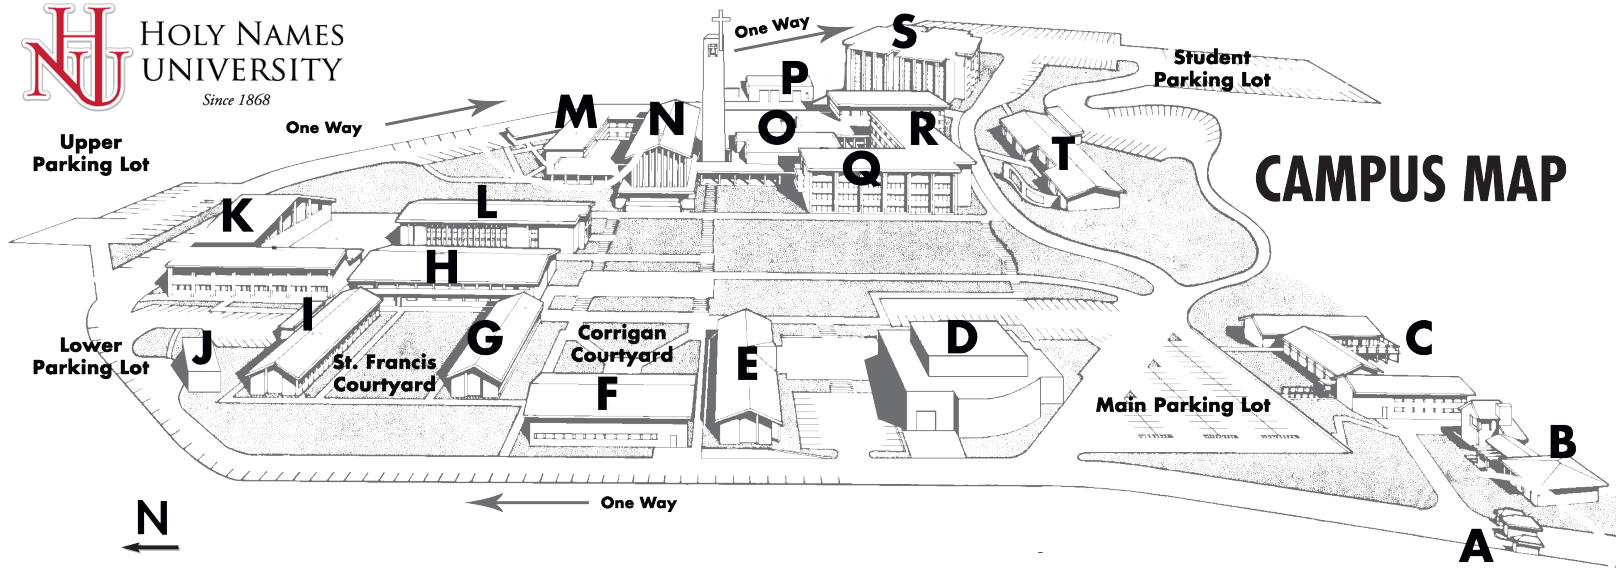 HNU
HOLY NAMES
UNIVERSITY
Since 1868
One Way
S
Student
Parking Lot
P
One Way
M
N
O
R
Upper
Parking Lot
Q
T
CAMPUS MAP
K
L
H
I
G
Corrigan
Courtyard
D
C
Lower
Parking Lot
J
St. Francis
Courtyard
E
F
Main Parking Lot
B
One Way
N
A